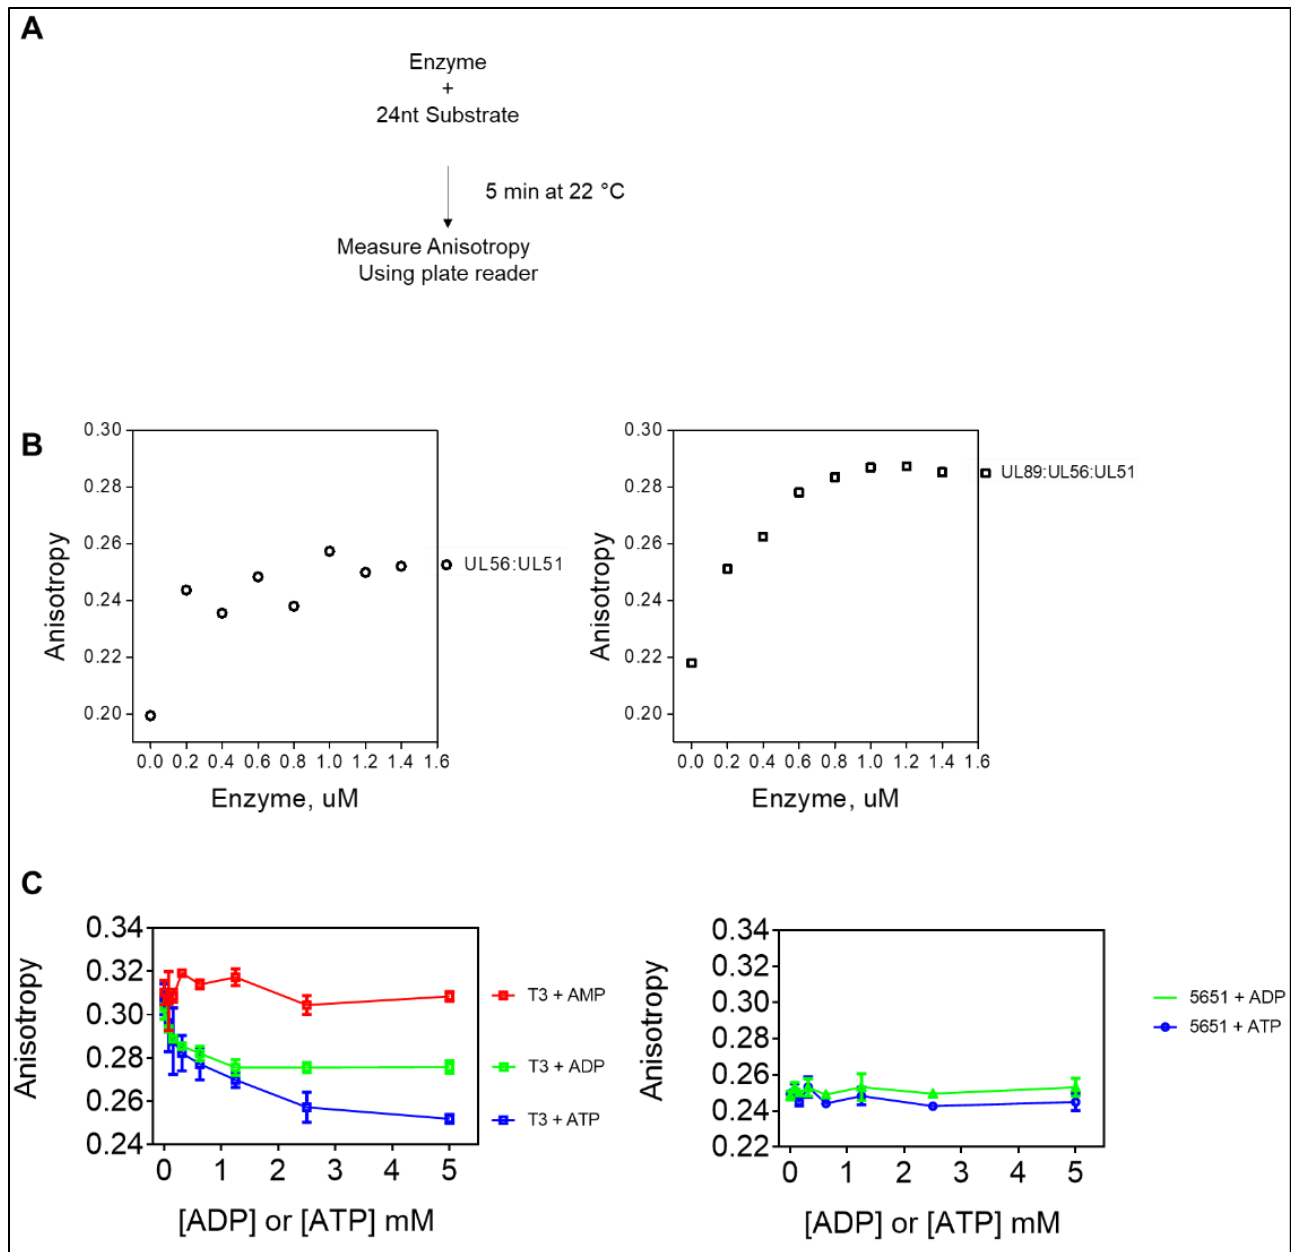 A
Enzyme
+
24nt Substrate
5 min at 22 °C
Measure Anisotropy
Using plate reader
B
0.30
0.28
0.26
0.24
0.22
0.20
Anisotropy
0.0 0.2 0.4 0.6 0.8 1.0 1.2 1.4 1.6
Enzyme, uM
UL56:UL51
0.30
0.28
0.26
0.24
0.22
0.20
Anisotropy
0.0 0.2 0.4 0.6 0.8 1.0 1.2 1.4 1.6
Enzyme, uM
UL89:UL56:UL51
C
0.34
0.32
0.30
0.28
0.26
0.24
Anisotropy
0 1 2 3 4 5
[ADP] or [ATP] mM
T3 + AMP
T3 + ADP
T3 + ATP
0.34
0.32
0.30
0.28
0.26
0.24
0.22
Anisotropy
0 1 2 3 4 5
[ADP] or [ATP] mM
5651 + ADP
5651 + ATP